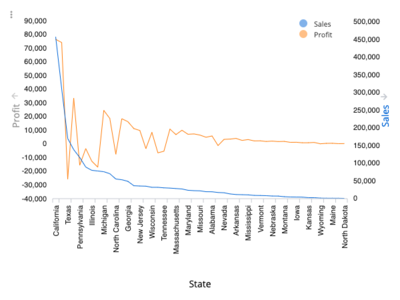 Sales
Profit
90,000
80,000
70,000
60,000
50,000
40,000
30,000
20,000
10,000
0
-10,000
-20,000
-30,000
-40,000
Profit
500,000
450,000
400,000
350,000
300,000
250,000
200,000
150,000
100,000
50,000
0
Sales
California
Texas
Pennsylvania
Illinois
Michigan
North Carolina
Georgia
New Jersey
Wisconsin
Tennessee
Massachusetts
Maryland
Missouri
Alabama
Nevada
Arkansas
Mississippi
Vermont
Nebraska
Montana
Iowa
Kansas
Wyoming
Maine
North Dakota
State